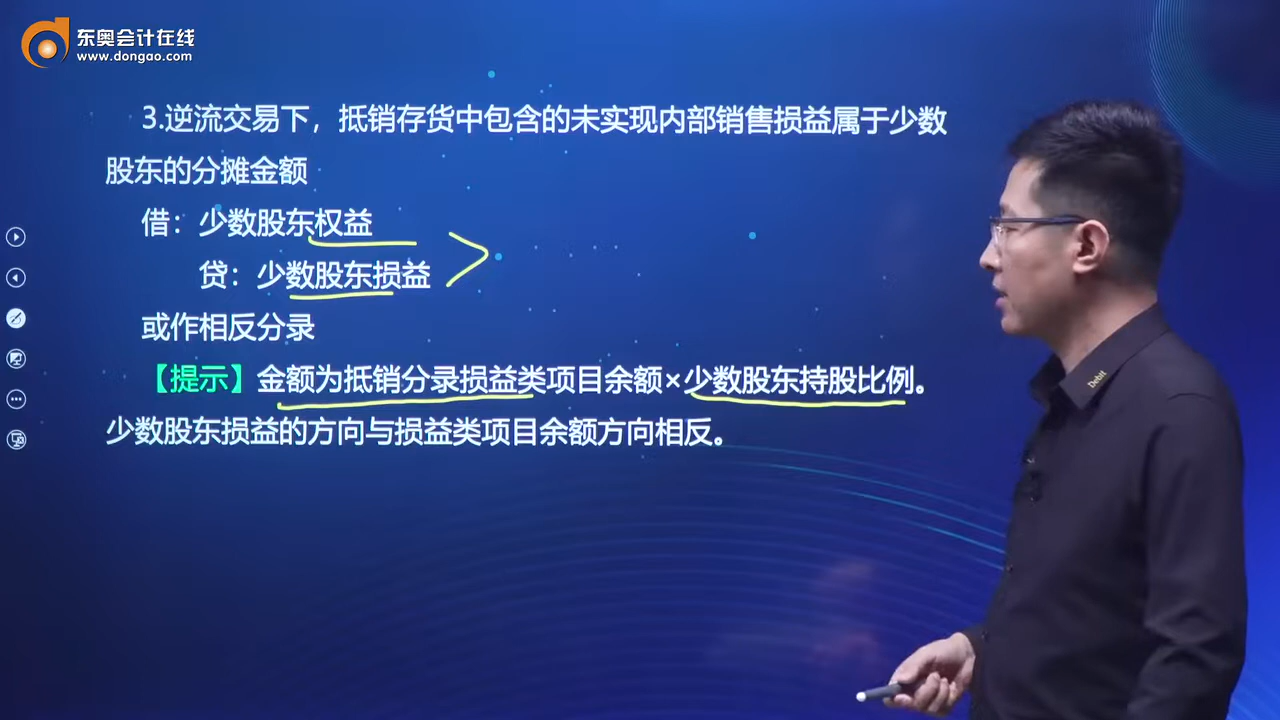 东奥会计在线
www.dongao.com
3.逆流交易下，抵销存货中包含的未实现内部销售损益属于少数
股东的分摊金额
借：少数股东权益
贷：少数股东损益
或作相反分录
【提示】金额为抵销分录损益类项目余额×少数股东持股比例。
少数股东损益的方向与损益类项目余额方向相反。
Debit